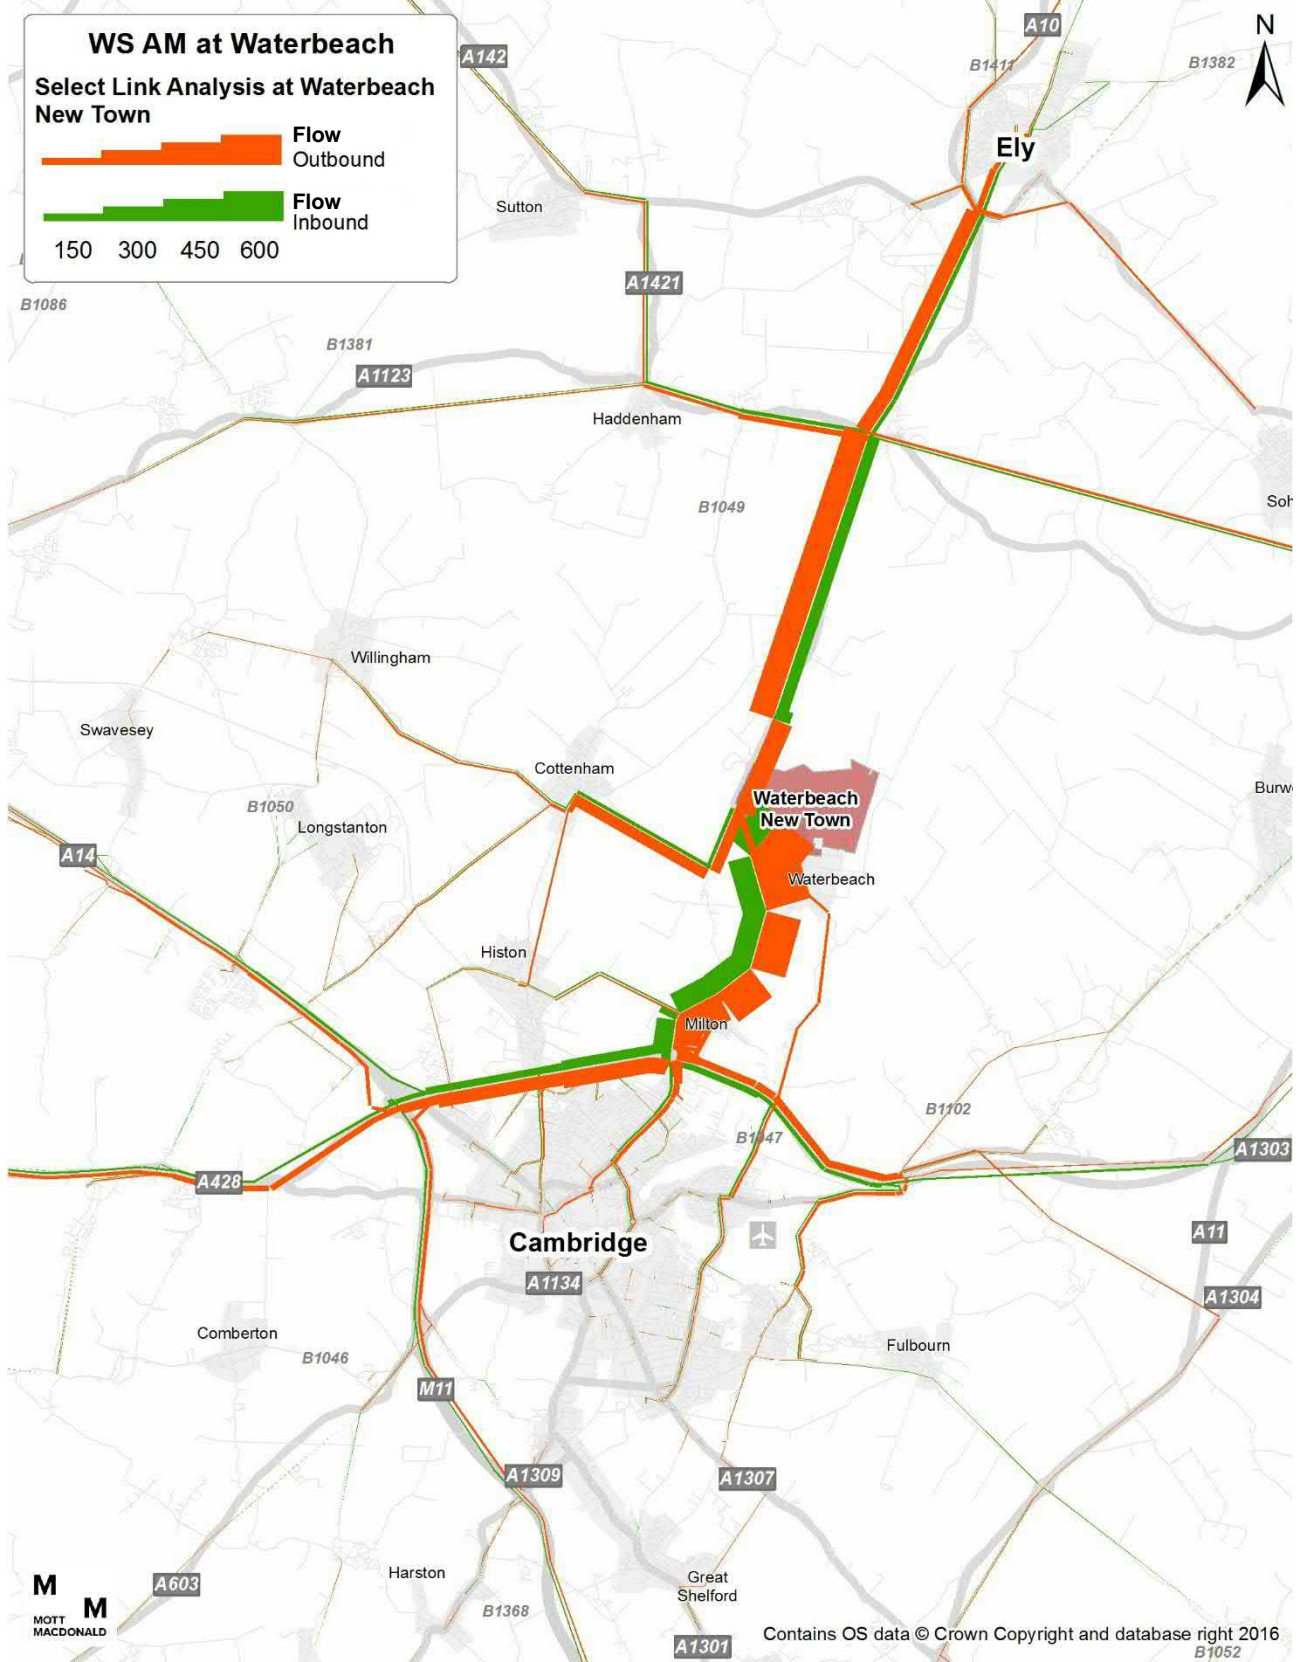 WS AM at Waterbeach
Select Link Analysis at Waterbeach
New Town
Flow
Outbound
Flow
Inbound
150 300 450 600
N
A10
A142
B1411
B1382
Ely
Sutton
A1421
B1086
B1381
A1123
Haddenham
B1049
Soh
Willingham
Swavesey
Cottenham
Waterbeach
New Town
Burw
B1050
Longstanton
A14
Waterbeach
Histon
Milton
B1102
B1047
A1303
A428
A11
Cambridge
A1134
A1304
Comberton
B1046
Fulbourn
M11
A1309
A1307
Harston
Great
Shelford
A603
B1368
M
M
MOTT
MACDONALD
A1301
Contains OS data © Crown Copyright and database right 2016
B1052